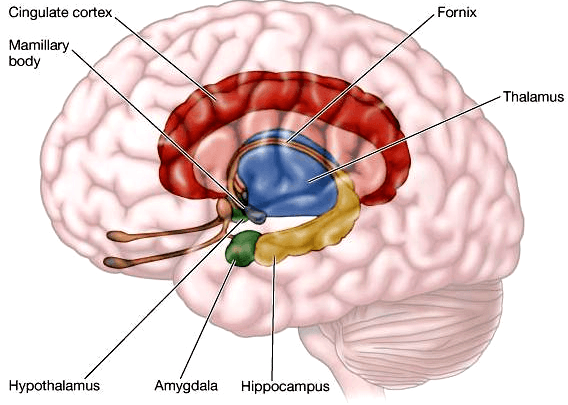 Cingulate cortex
Fornix
Mamillary
body
Thalamus
Hypothalamus
Amygdala
Hippocampus